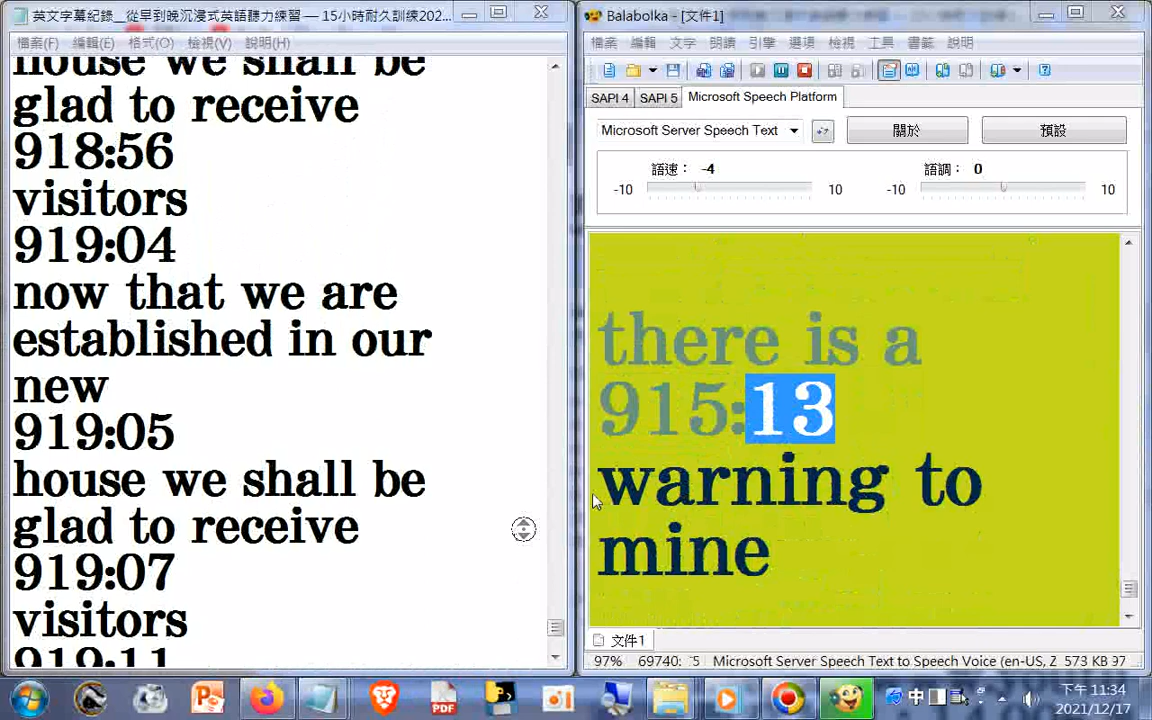 英文字幕紀錄__從早到晚沉浸式英語聽力練習 — 15小時耐久訓練202...
檔案(F) 編輯(E) 格式(O) 檢視(V) 說明(H)
house we shall be
glad to receive
918:56
visitors
919:04
now that we are
established in our
new
919:05
house we shall be
glad to receive
919:07
visitors
919:11
Balabolka - [文件1]
檔案 編輯 文字 朗讀 引擎 選項 檢視 工具 書籤 說明
SAPI 4 SAPI 5 Microsoft Speech Platform
Microsoft Server Speech Text 關於 預設
語速： -4 語調： 0
-10 10 -10 10
there is a
915:13
warning to
mine
文件1
97% 69740: Microsoft Server Speech Text to Speech Voice (en-US, Z 573 KB 97
PDF 中 下午 11:34
2021/12/17